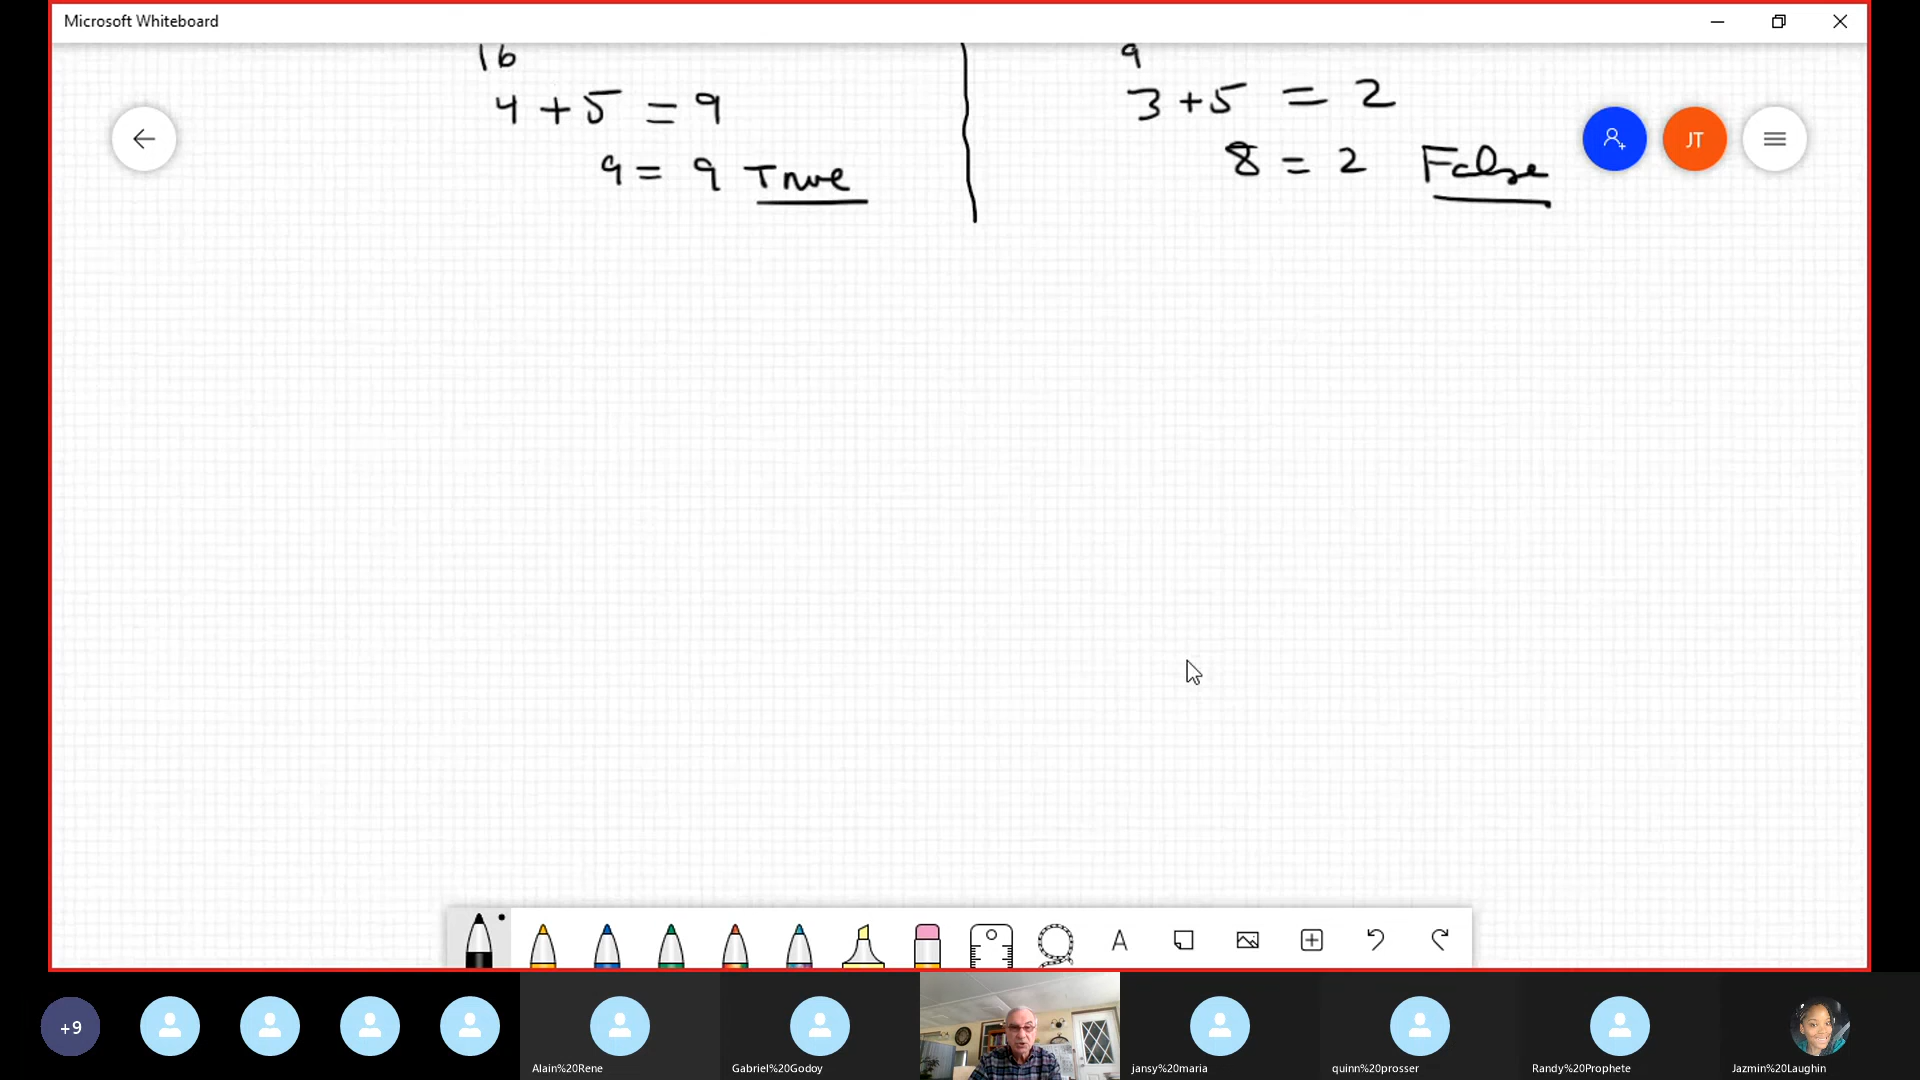 Microsoft Whiteboard
16
4 + 5 = 9
9 = 9 True
9
3 + 5 = 2
8 = 2 False
JT
A
+9
Alain%20Rene
Gabriel%20Godoy
jansy%20maria
quinn%20prosser
Randy%20Prophete
Jazmin%20Laughin